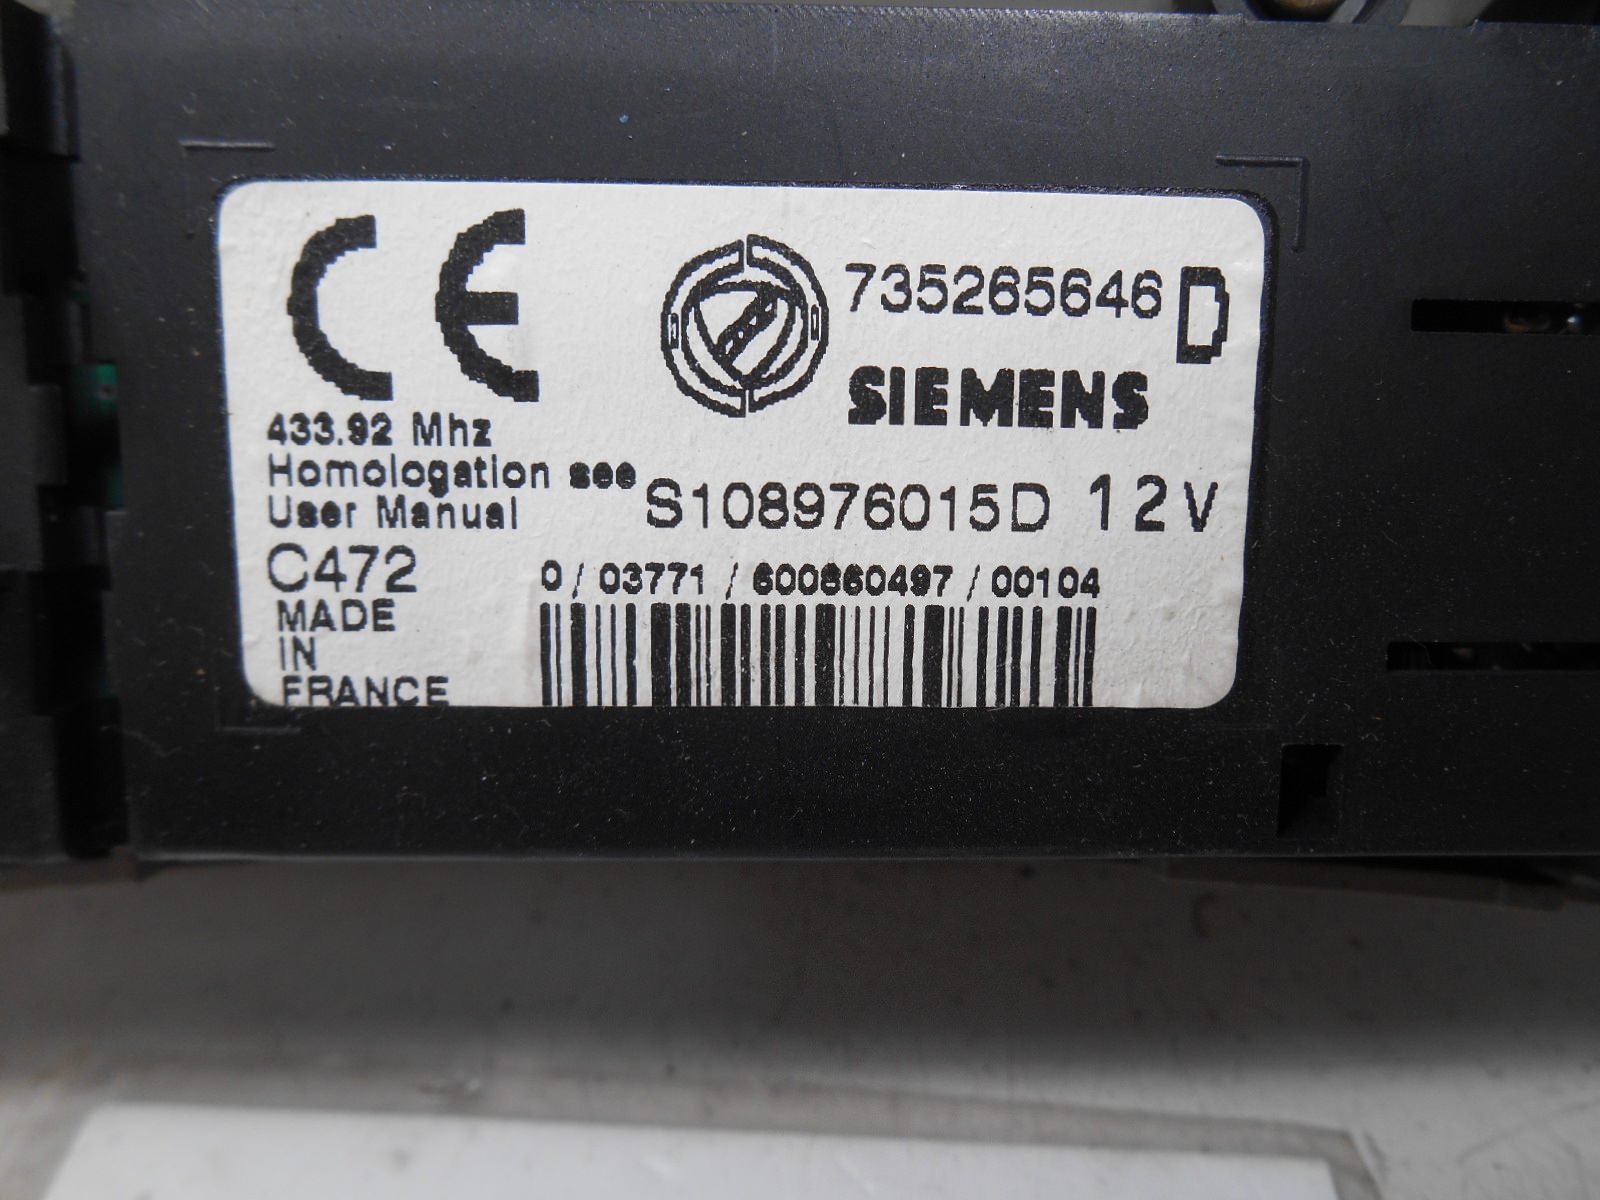 CE
735265646 D
SIEMENS
433.92 Mhz
Homologation see
User Manual
S108976015D 12V
C472
0 / 03771 / 600860497 / 00104
MADE
IN
FRANCE